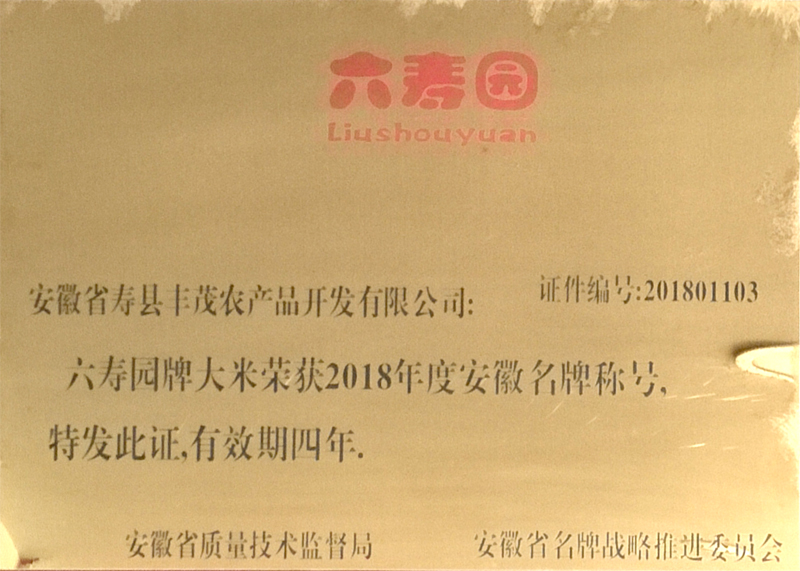 六寿园
Liushouyuan
证件编号:201801103
安徽省寿县丰茂农产品开发有限公司:
六寿园牌大米荣获2018年度安徽名牌称号,
特发此证,有效期四年.
安徽省质量技术监督局 安徽省名牌战略推进委员会